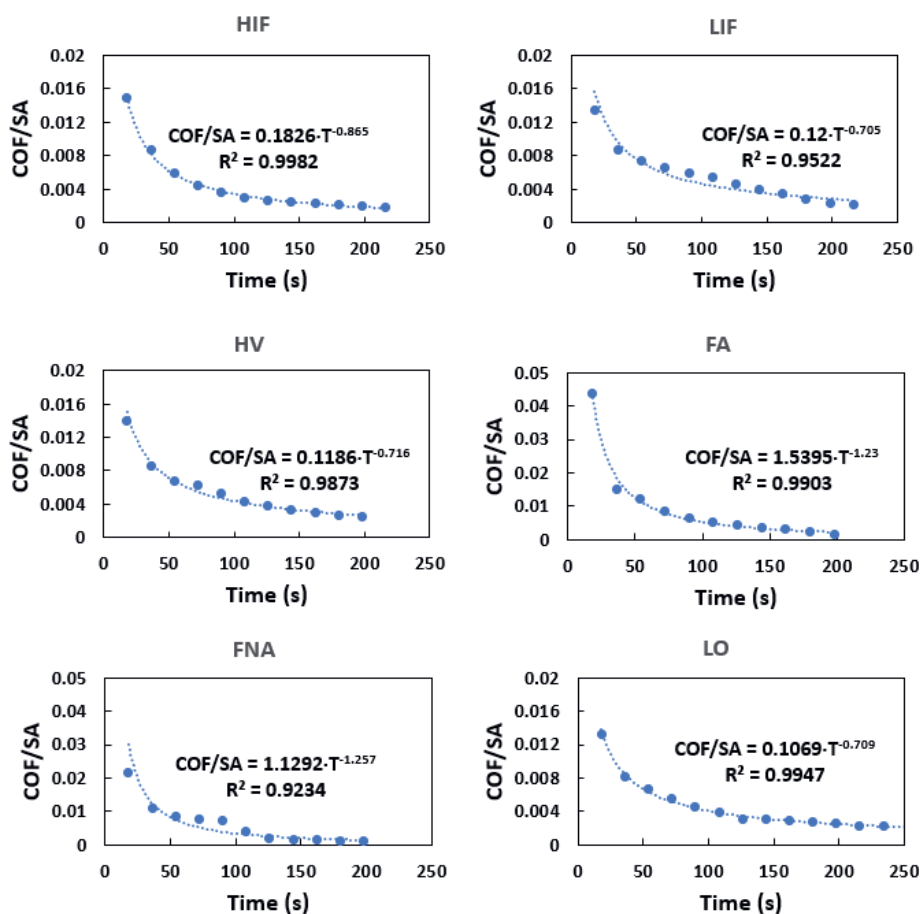 HIF
0.02
0.016
0.012
0.008
0.004
0
COF/SA
COF/SA = 0.1826·T-0.865
R2 = 0.9982
0 50 100 150 200 250
Time (s)
LIF
0.02
0.016
0.012
0.008
0.004
0
COF/SA
COF/SA = 0.12·T-0.705
R2 = 0.9522
0 50 100 150 200 250
Time (s)
HV
0.02
0.016
0.012
0.008
0.004
0
COF/SA
COF/SA = 0.1186·T-0.716
R2 = 0.9873
0 50 100 150 200 250
Time (s)
FA
0.05
0.04
0.03
0.02
0.01
0
COF/SA
COF/SA = 1.5395·T-1.23
R2 = 0.9903
0 50 100 150 200 250
Time (s)
FNA
0.05
0.04
0.03
0.02
0.01
0
COF/SA
COF/SA = 1.1292·T-1.257
R2 = 0.9234
0 50 100 150 200 250
Time (s)
LO
0.02
0.016
0.012
0.008
0.004
0
COF/SA
COF/SA = 0.1069·T-0.709
R2 = 0.9947
0 50 100 150 200 250
Time (s)